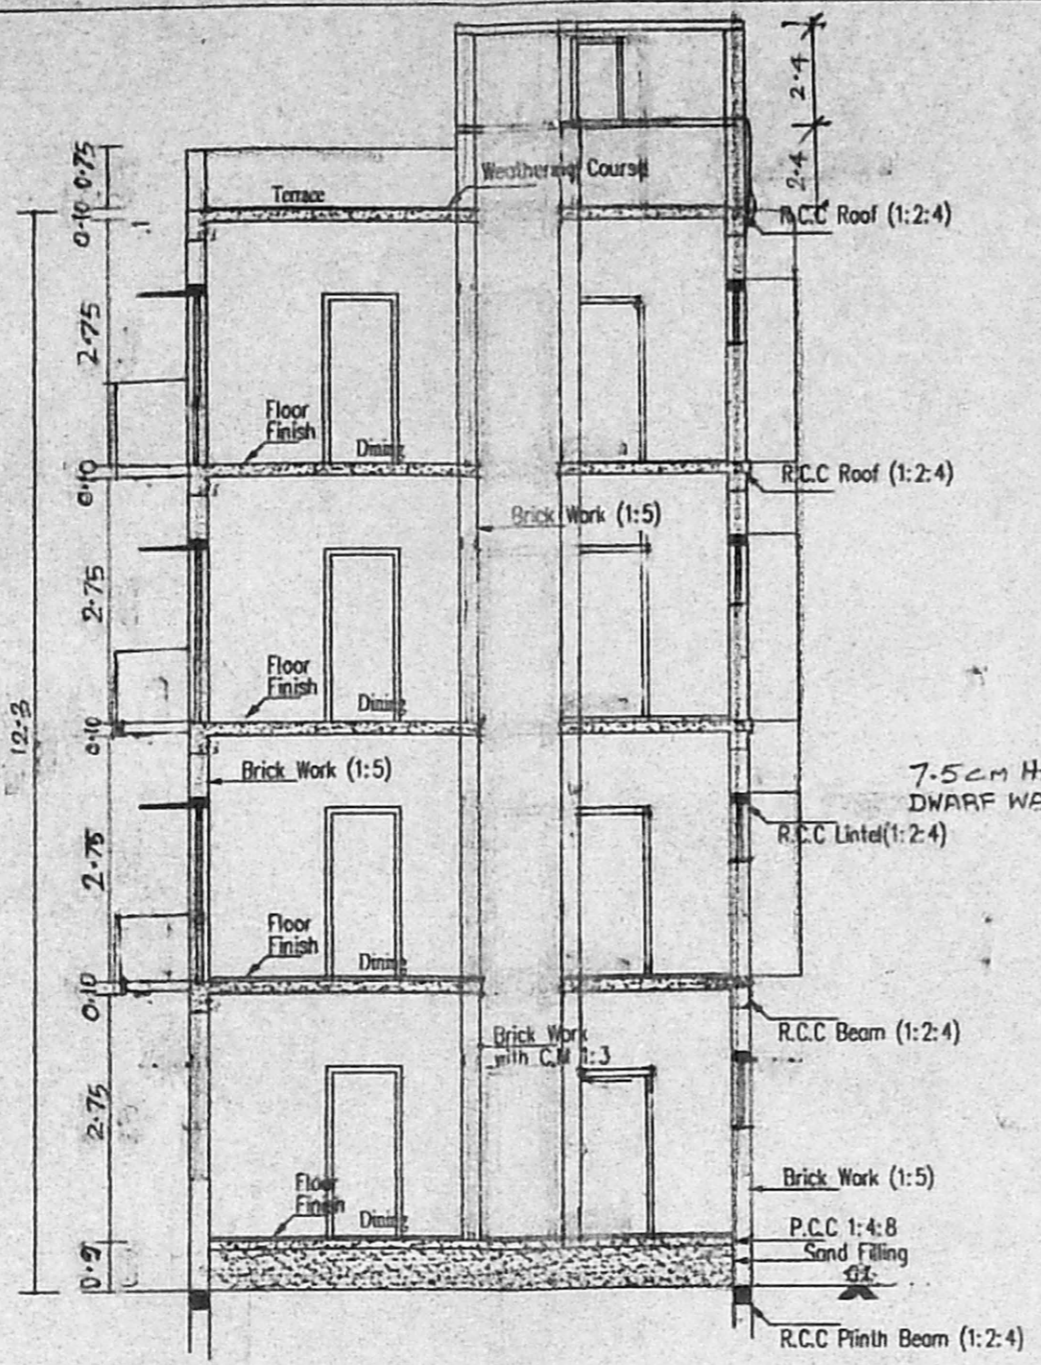 2.4
0.75
Weathering Course
Terrace
2.4
0.10
R.C.C Roof (1:2:4)
2.75
Floor
Finish
Dining
0.10
R.C.C Roof (1:2:4)
Brick Work (1:5)
2.75
Floor
Finish
Dining
12.3
0.10
Brick Work (1:5)
7.5cm
DWARF
R.C.C Lintel(1:2:4)
2.75
Floor
Finish
Dining
0.10
R.C.C Beam (1:2:4)
Brick Work
with C.M 1:3
2.75
Brick Work (1:5)
Floor
Finish
Dining
P.C.C 1:4:8
Sand Filling
R.C.C Plinth Beam (1:2:4)